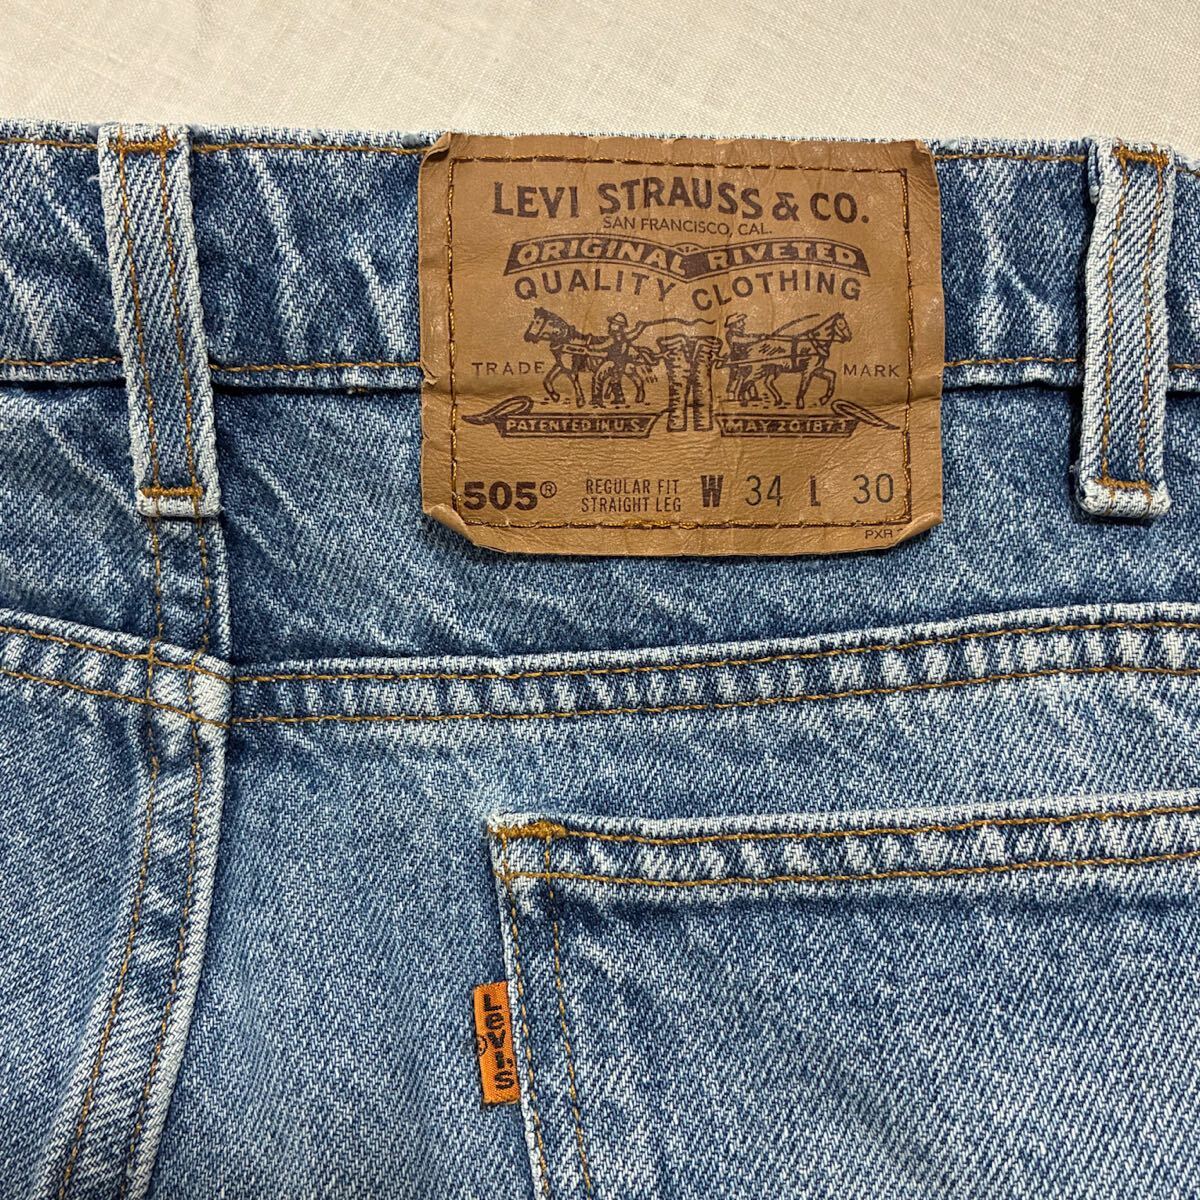 LEVI STRAUSS & CO.
SAN FRANCISCO, CAL.
ORIGINAL RIVETED
QUALITY CLOTHING
TRADE MARK
PATENTED IN U.S. MAY 20 1873
505® REGULAR FIT W 34 L 30
STRAIGHT LEG
PXR
Levi's®